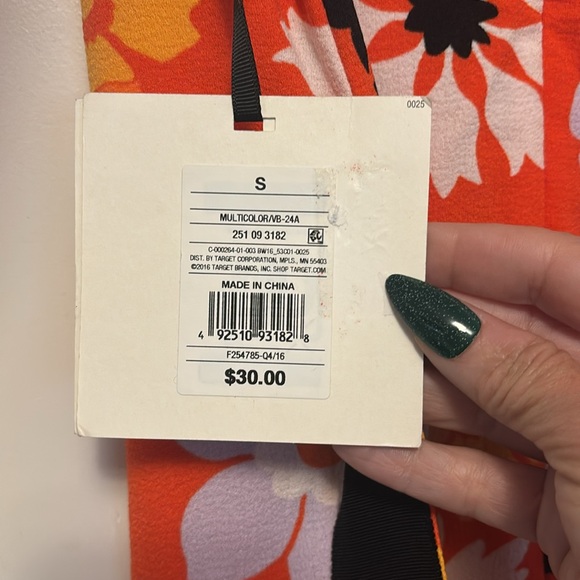 0025
S
MULTICOLOR/VB-24A
251 09 3182
C-000264-01-003 BW16_53C01-0025
DIST. BY TARGET CORPORATION, MPLS., MN 55403
©2016 TARGET BRANDS, INC. SHOP TARGET.COM
MADE IN CHINA
4 92510 93182 8
F254785-Q4/16
$30.00